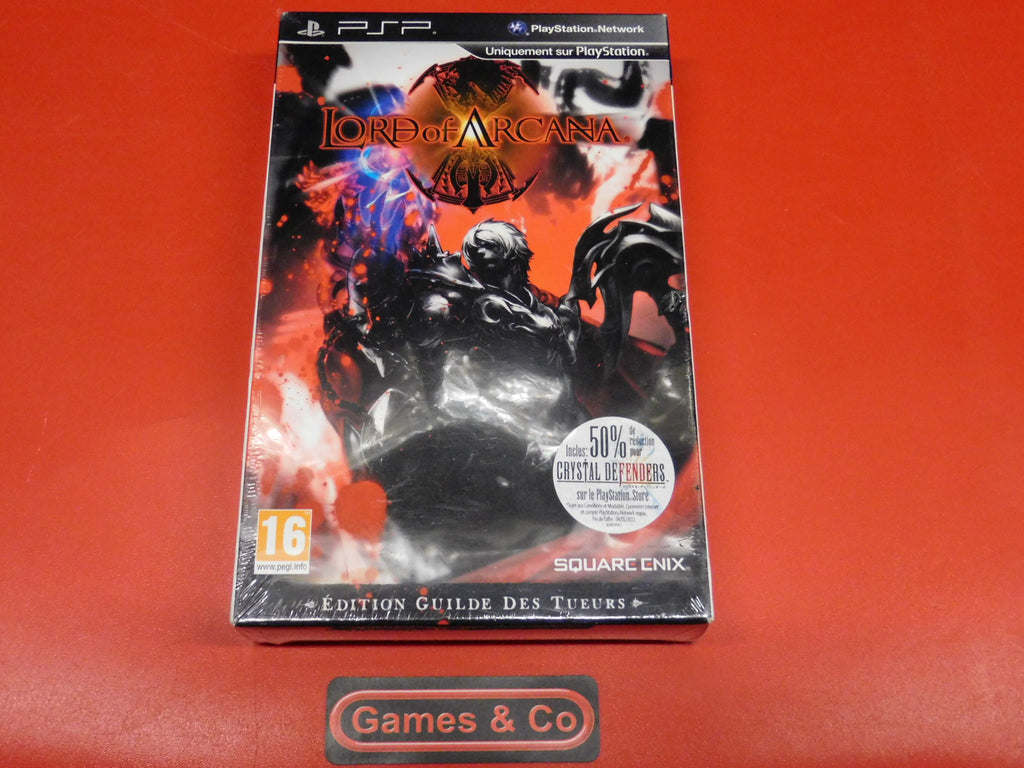 PSP
PlayStation Network
Uniquement sur PlayStation
LORD of ARCANA
Inclus: 50% de réduction pour
CRYSTAL DEFENDERS
sur le PlayStation Store
16
www.pegi.info
SQUARE ENIX
ÉDITION GUILDE DES TUEURS
Games & Co